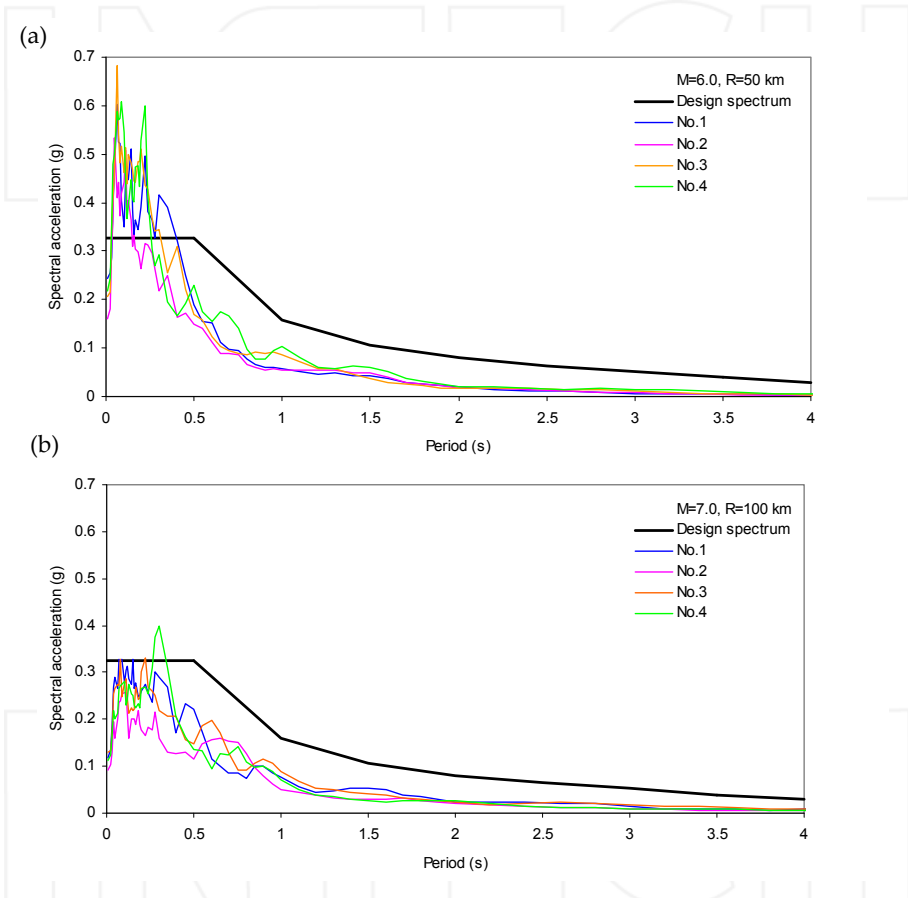 (a)
0.7
0.6
0.5
0.4
0.3
0.2
0.1
0
Spectral acceleration (g)
M=6.0, R=50 km
Design spectrum
No.1
No.2
No.3
No.4
0 0.5 1 1.5 2 2.5 3 3.5 4
Period (s)
(b)
0.7
0.6
0.5
0.4
0.3
0.2
0.1
0
Spectral acceleration (g)
M=7.0, R=100 km
Design spectrum
No.1
No.2
No.3
No.4
0 0.5 1 1.5 2 2.5 3 3.5 4
Period (s)